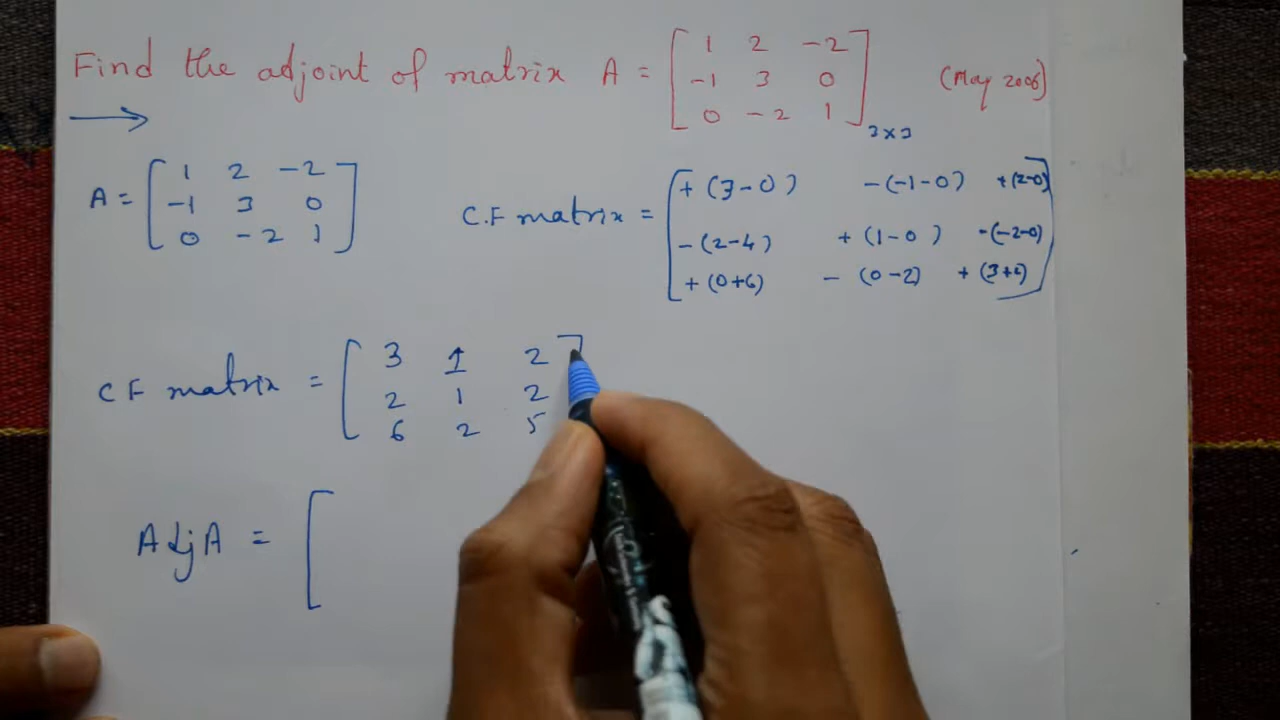 Find the adjoint of matrix A = [ 1 2 -2
-1 3 0
0 -2 1 ] 3×3 (May 2006)
A = [ 1 2 -2
-1 3 0
0 -2 1 ]
C.F matrix = [ +(3-0) -(-1-0) +(2-0)
-(2-4) +(1-0) -(-2-0)
+(0+6) -(0-2) +(3+2) ]
CF matrix = [ 3 1 2
2 1 2
6 2 5
AdjA = [